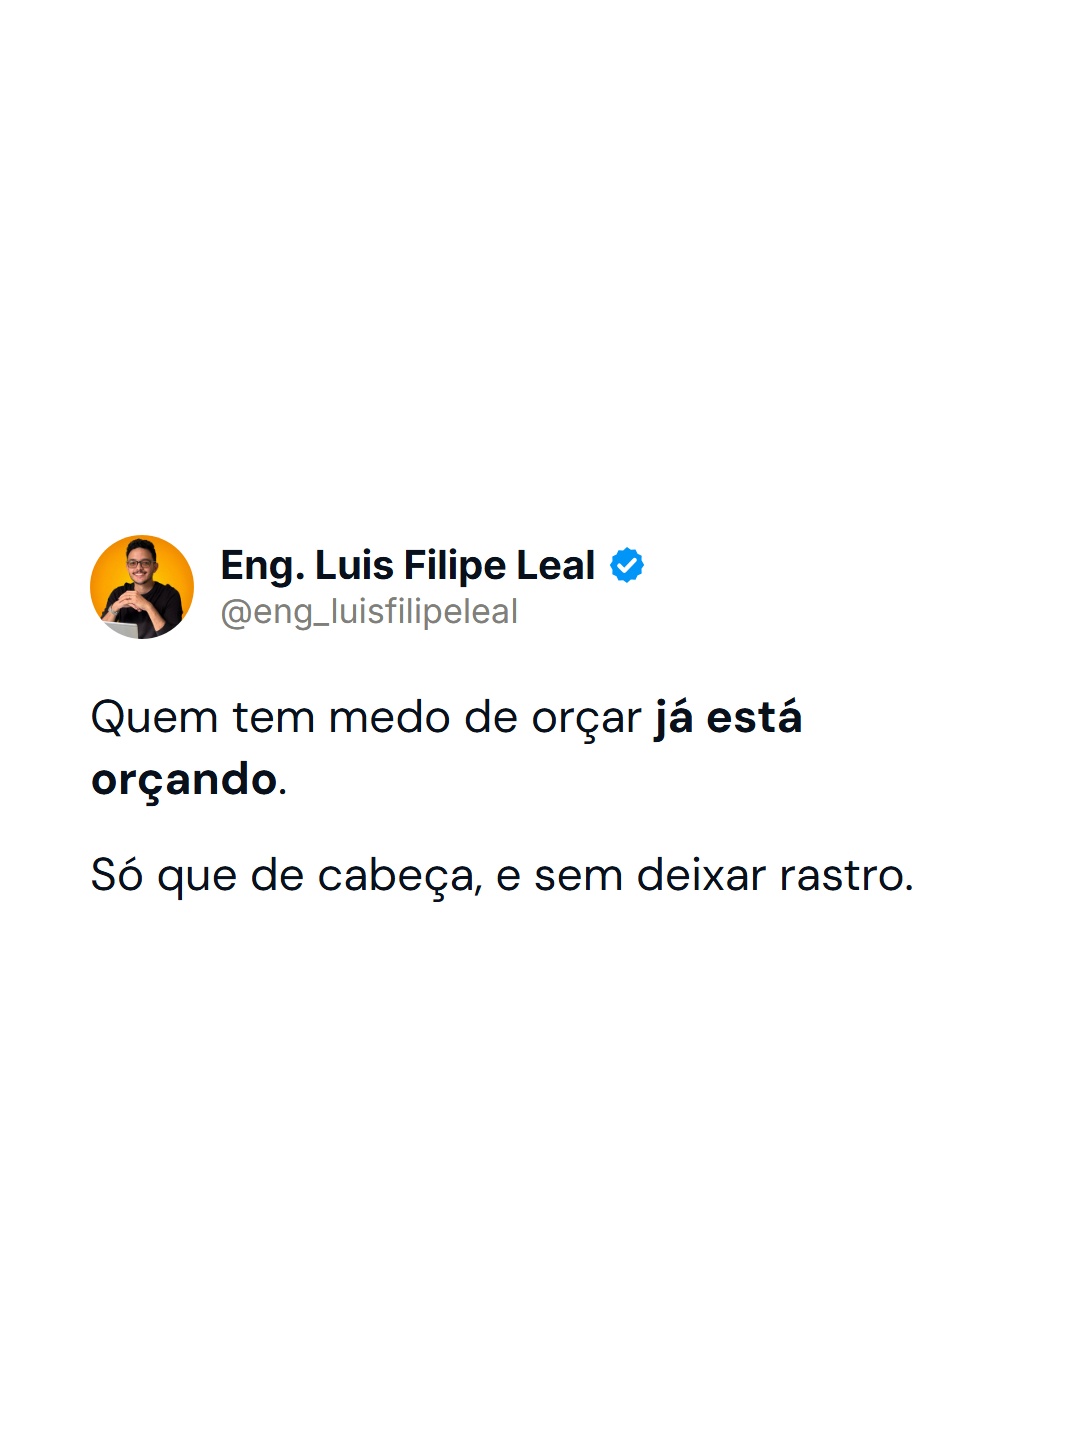 Eng. Luis Filipe Leal
@eng_luisfilipeleal
Quem tem medo de orçar já está
orçando.
Só que de cabeça, e sem deixar rastro.